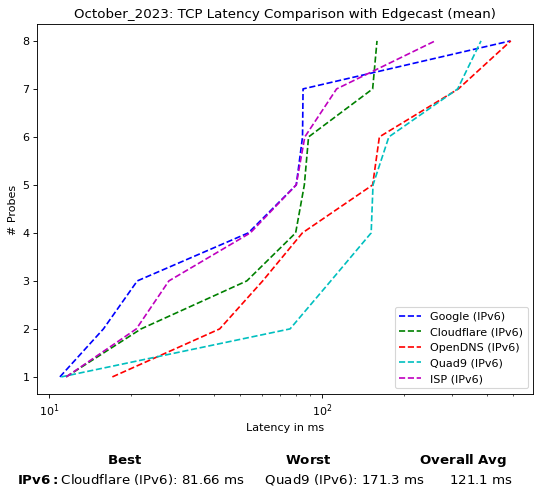 October_2023: TCP Latency Comparison with Edgecast (mean)
# Probes
8
7
6
5
4
3
2
1
Google (IPv6)
Cloudflare (IPv6)
OpenDNS (IPv6)
Quad9 (IPv6)
ISP (IPv6)
10¹ 10²
Latency in ms
Best Worst Overall Avg
IPv6: Cloudflare (IPv6): 81.66 ms Quad9 (IPv6): 171.3 ms 121.1 ms